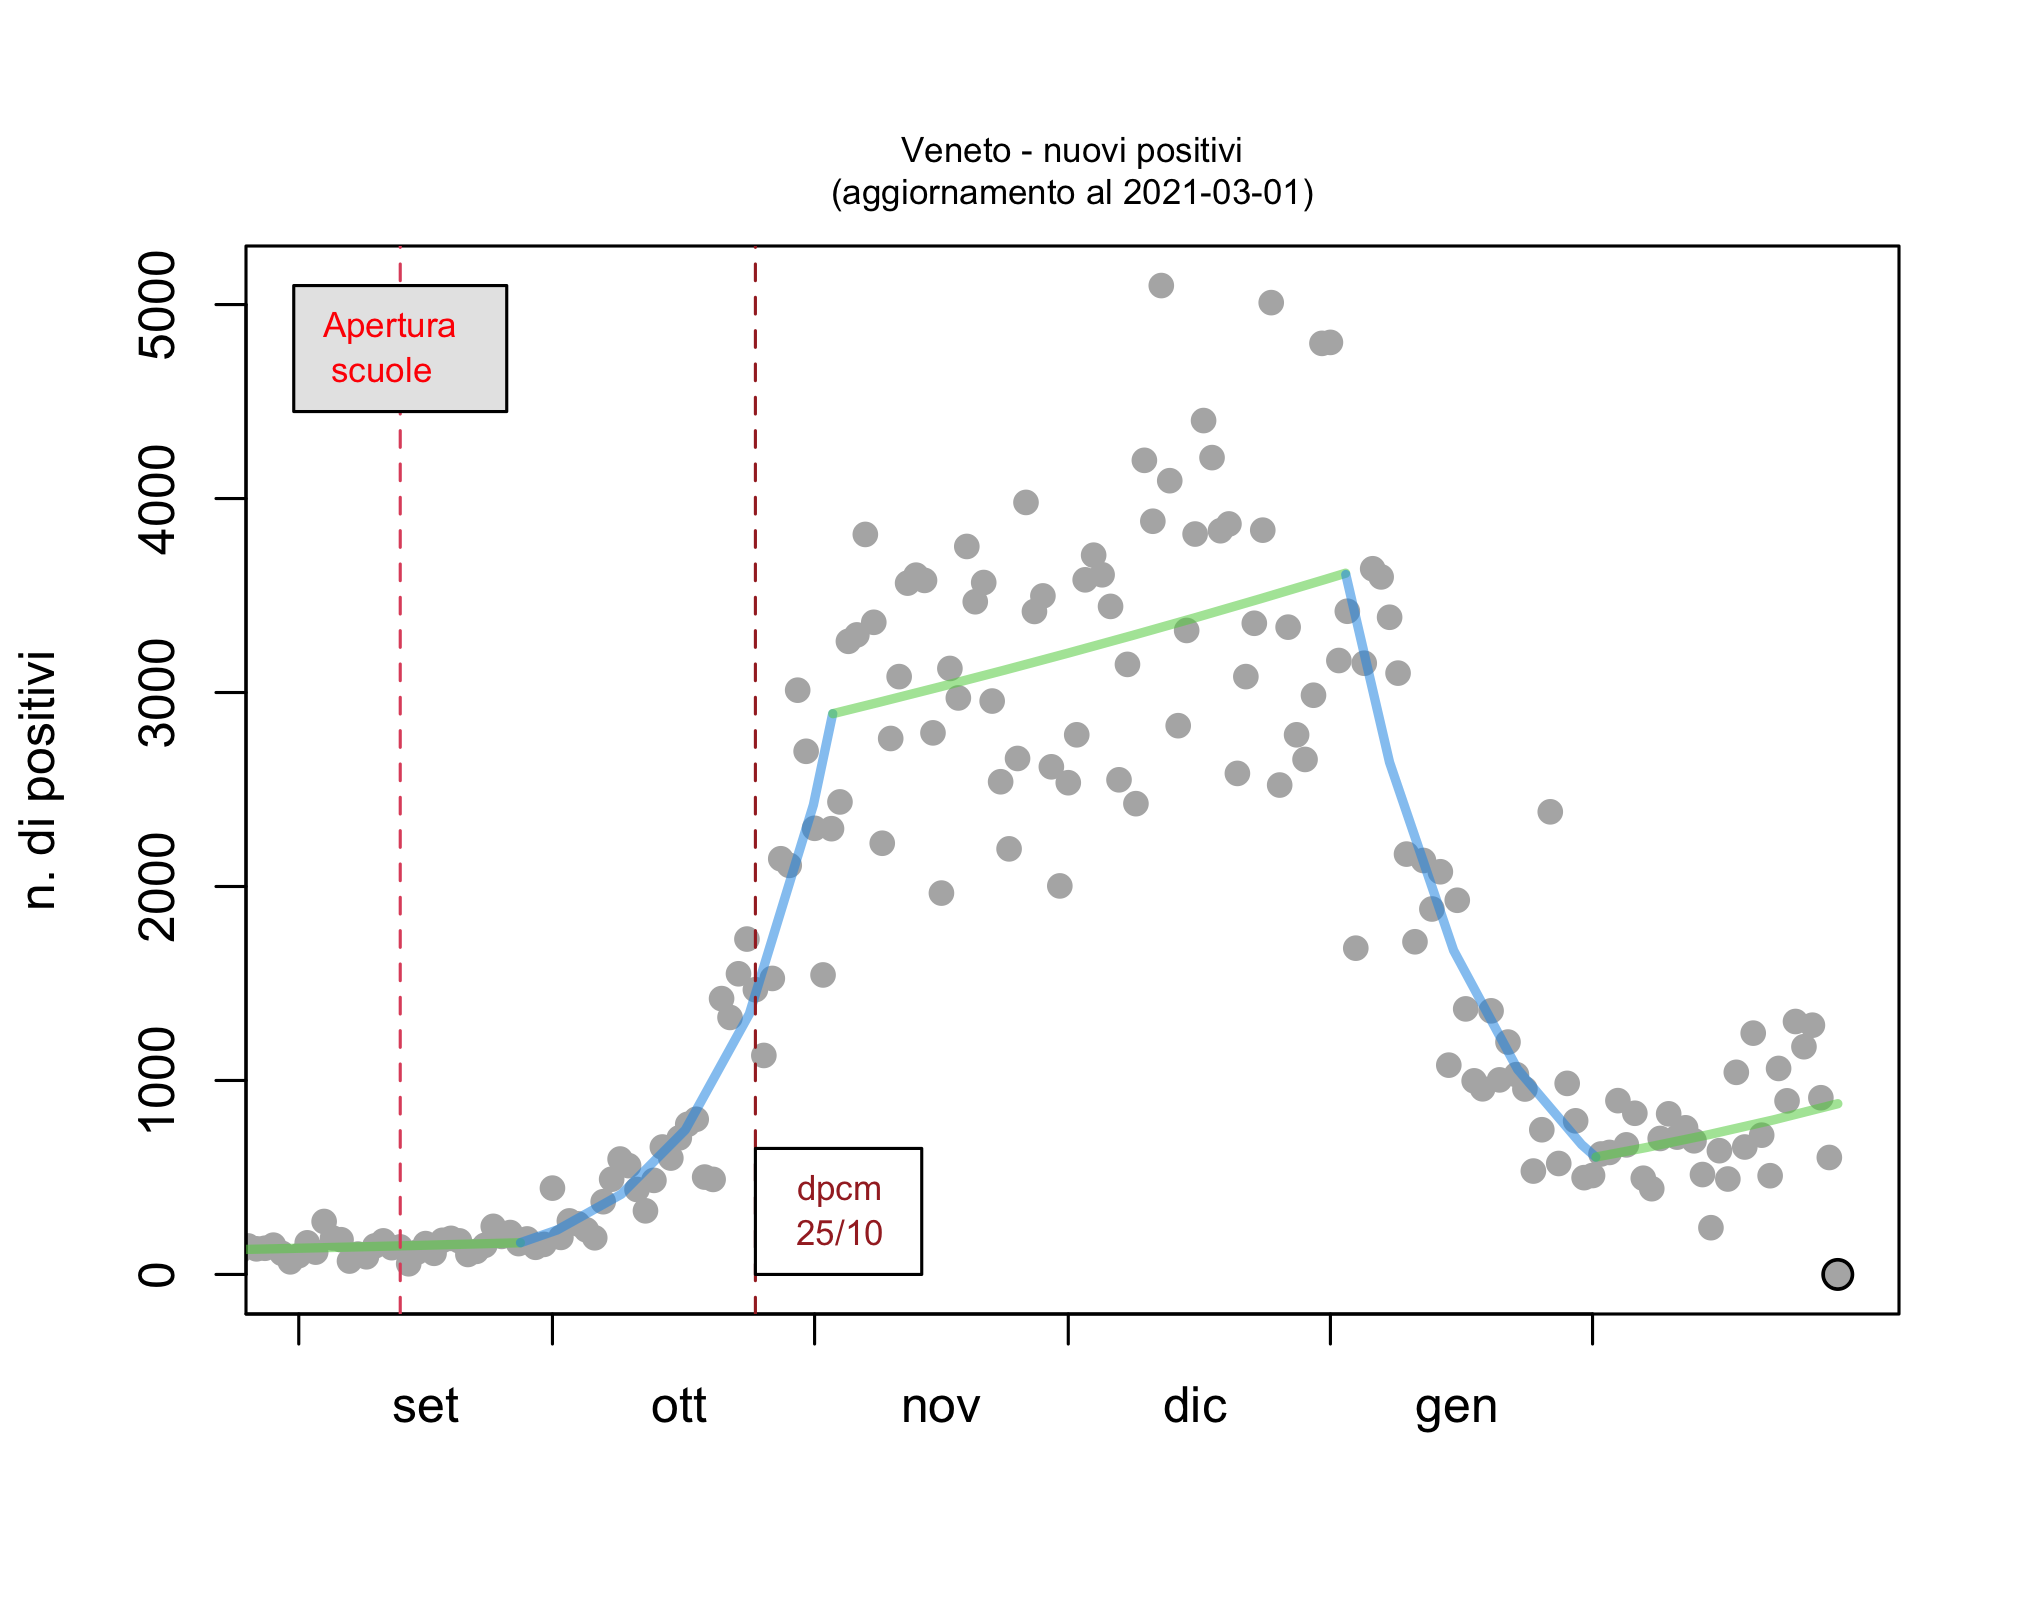 Veneto - nuovi positivi
(aggiornamento al 2021-03-01)
n. di positivi
5000
4000
3000
2000
1000
0
Apertura
scuole
dpcm
25/10
set ott nov dic gen